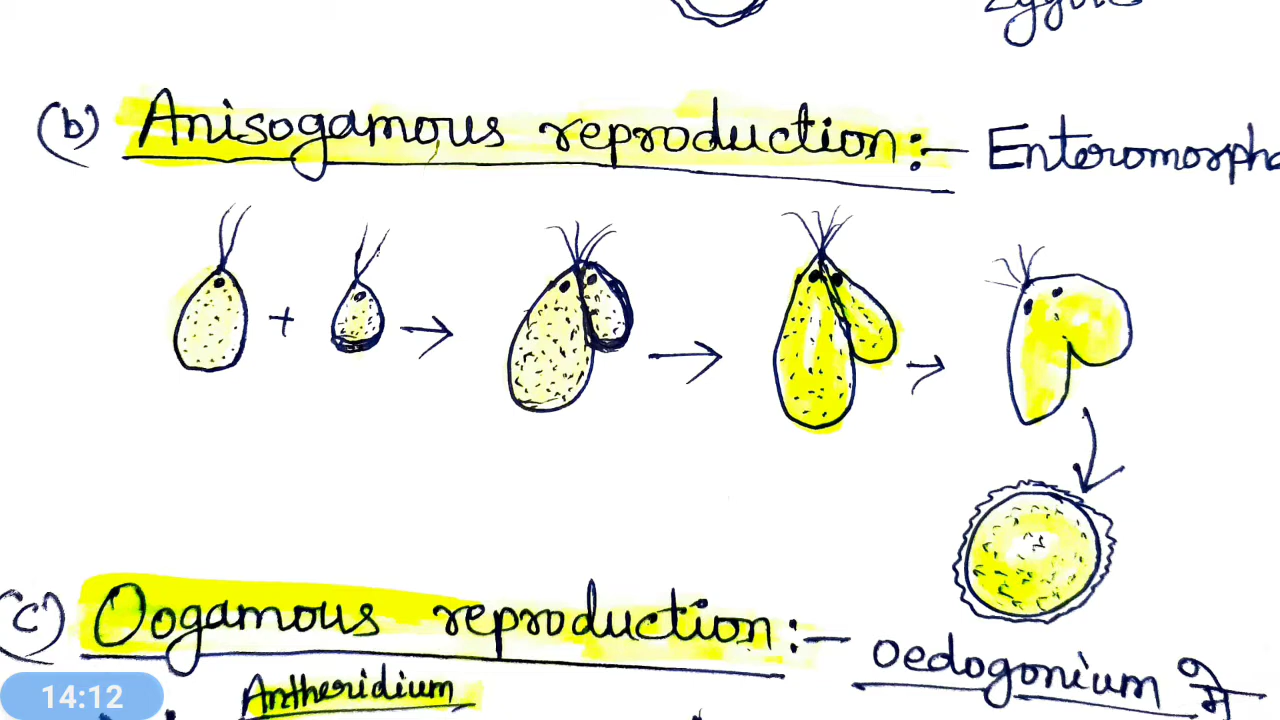 (b) Anisogamous reproduction :- Enteromorpha
+
(c) Oogamous reproduction :- oedogonium में
Antheridium
14:12